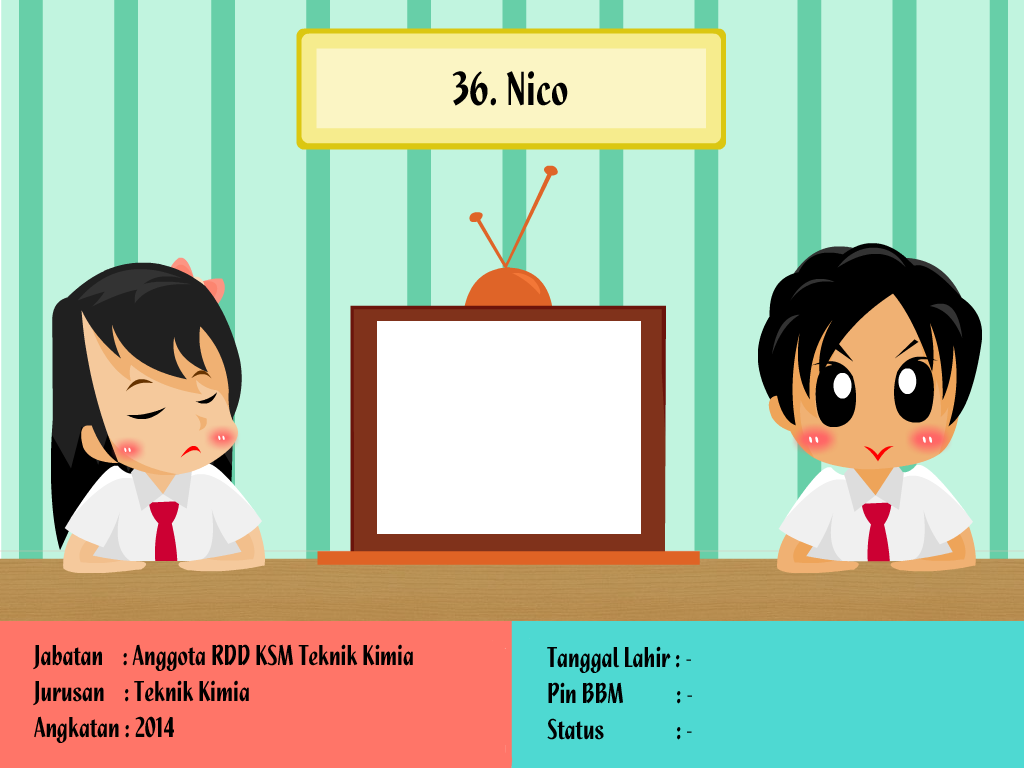 36. Nico
Jabatan : Anggota RDD KSM Teknik Kimia
Jurusan : Teknik Kimia
Angkatan : 2014
Tanggal Lahir : -
Pin BBM : -
Status : -